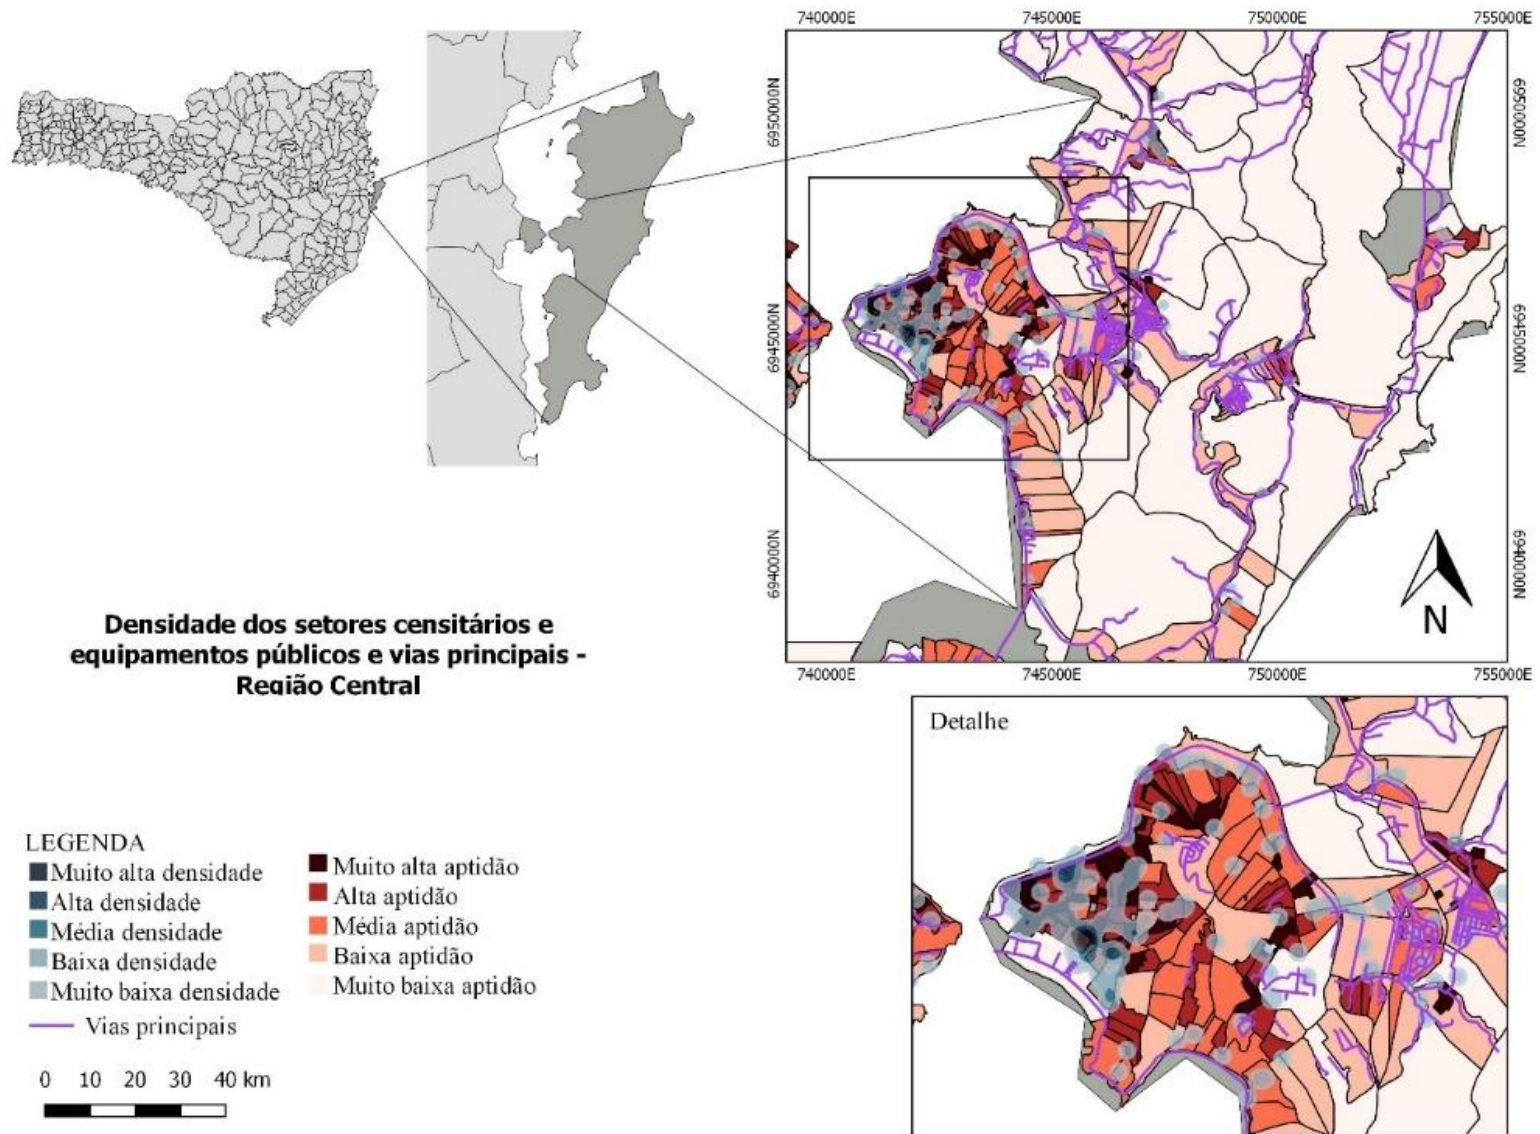 740000E
745000E
750000E
755000E
6950000N
6950000N
6945000N
6945000N
6940000N
6940000N
N
740000E
745000E
750000E
755000E
Densidade dos setores censitários e
equipamentos públicos e vias principais -
Região Central
Detalhe
LEGENDA
Muito alta densidade
Alta densidade
Média densidade
Baixa densidade
Muito baixa densidade
Vias principais
Muito alta aptidão
Alta aptidão
Média aptidão
Baixa aptidão
Muito baixa aptidão
0 10 20 30 40 km